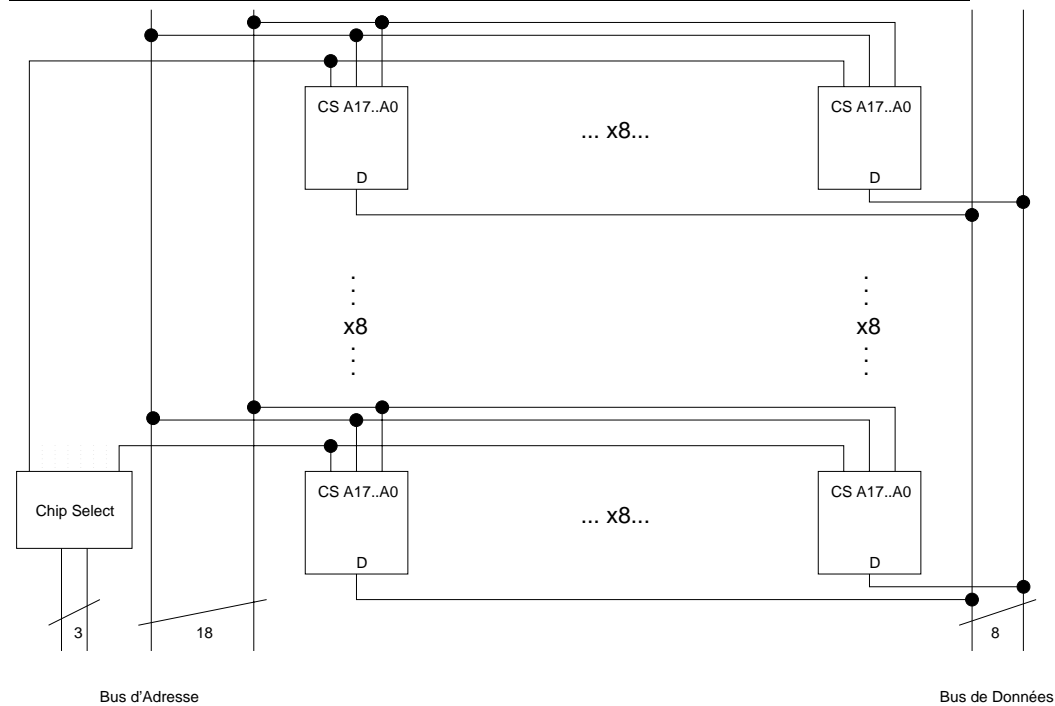 CS A17..A0
... x8...
CS A17..A0
D
D
x8
x8
CS A17..A0
... x8...
CS A17..A0
Chip Select
D
D
3
18
8
Bus d'Adresse
Bus de Données